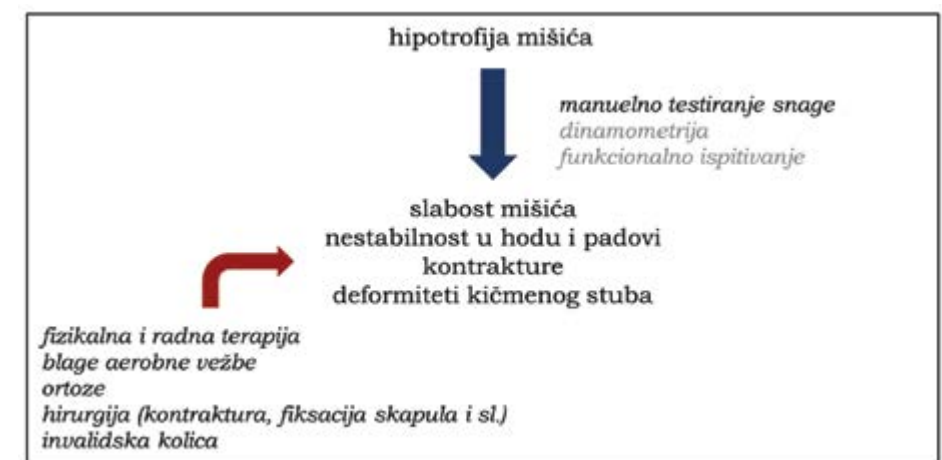 hipotrofija mišića
manuelno testiranje snage
dinamometrija
funkcionalno ispitivanje
slabost mišića
nestabilnost u hodu i padovi
kontrakture
deformiteti kičmenog stuba
fizikalna i radna terapija
blage aerobne vežbe
ortoze
hirurgija (kontraktura, fiksacija skapula i sl.)
invalidska kolica